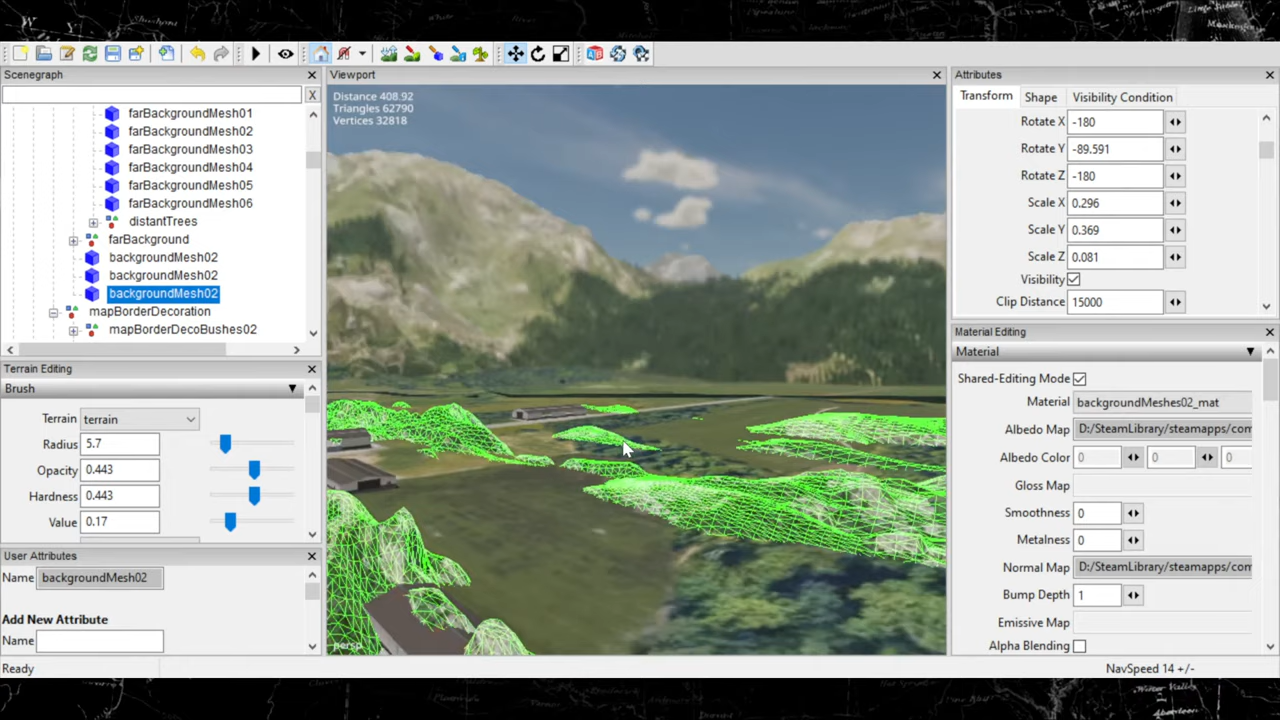 Scenegraph
X
farBackgroundMesh01
farBackgroundMesh02
farBackgroundMesh03
farBackgroundMesh04
farBackgroundMesh05
farBackgroundMesh06
distantTrees
farBackground
backgroundMesh02
backgroundMesh02
backgroundMesh02
mapBorderDecoration
mapBorderDecoBushes02
Terrain Editing
Brush
Terrain terrain
Radius 5.7
Opacity 0.443
Hardness 0.443
Value 0.17
User Attributes
Name backgroundMesh02
Add New Attribute
Name
Ready
Viewport
Distance 408.92
Triangles 62790
Vertices 32818
persp
Attributes
Transform Shape Visibility Condition
Rotate X -180
Rotate Y -89.591
Rotate Z -180
Scale X 0.296
Scale Y 0.369
Scale Z 0.081
Visibility
Clip Distance 15000
Material Editing
Material
Shared-Editing Mode
Material backgroundMeshes02_mat
Albedo Map D:/SteamLibrary/steamapps/com
Albedo Color 0 0 0
Gloss Map
Smoothness 0
Metalness 0
Normal Map D:/SteamLibrary/steamapps/com
Bump Depth 1
Emissive Map
Alpha Blending
NavSpeed 14 +/-